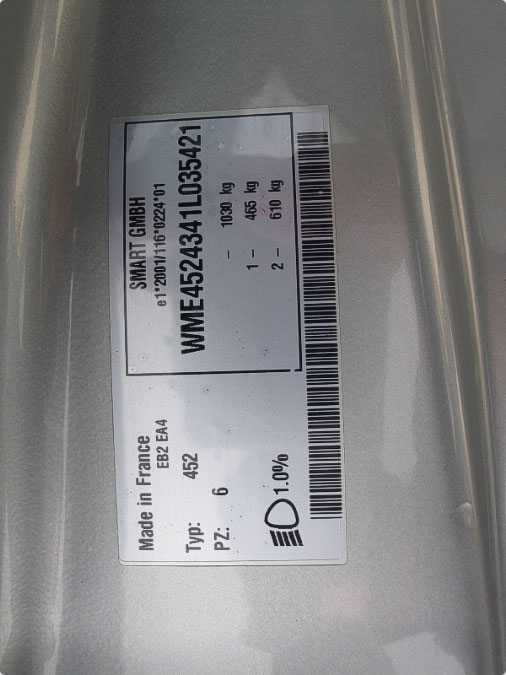 Made in France
EB2 EA4
Typ: 452
PZ: 6
1.0%
SMART GMBH
e1*2001/116*0224*01
WME4524341L035421
– 1030 kg
1 – 465 kg
2 – 610 kg